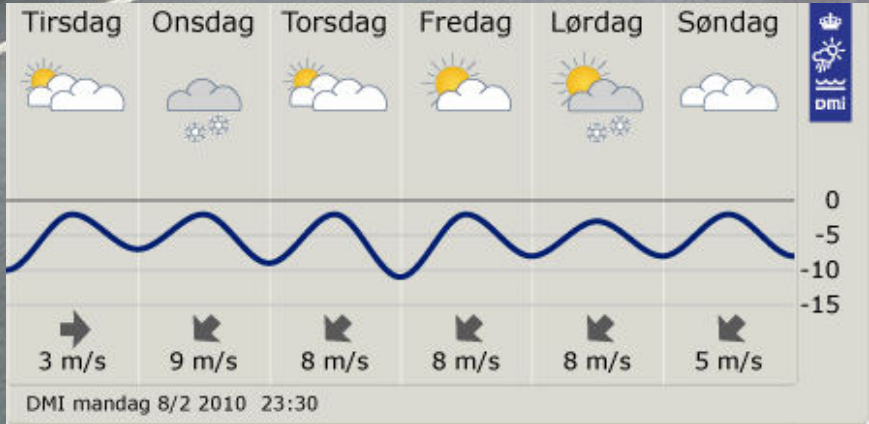 Tirsdag Onsdag Torsdag Fredag Lørdag Søndag
DMI
0
-5
-10
-15
3 m/s 9 m/s 8 m/s 8 m/s 8 m/s 5 m/s
DMI mandag 8/2 2010 23:30